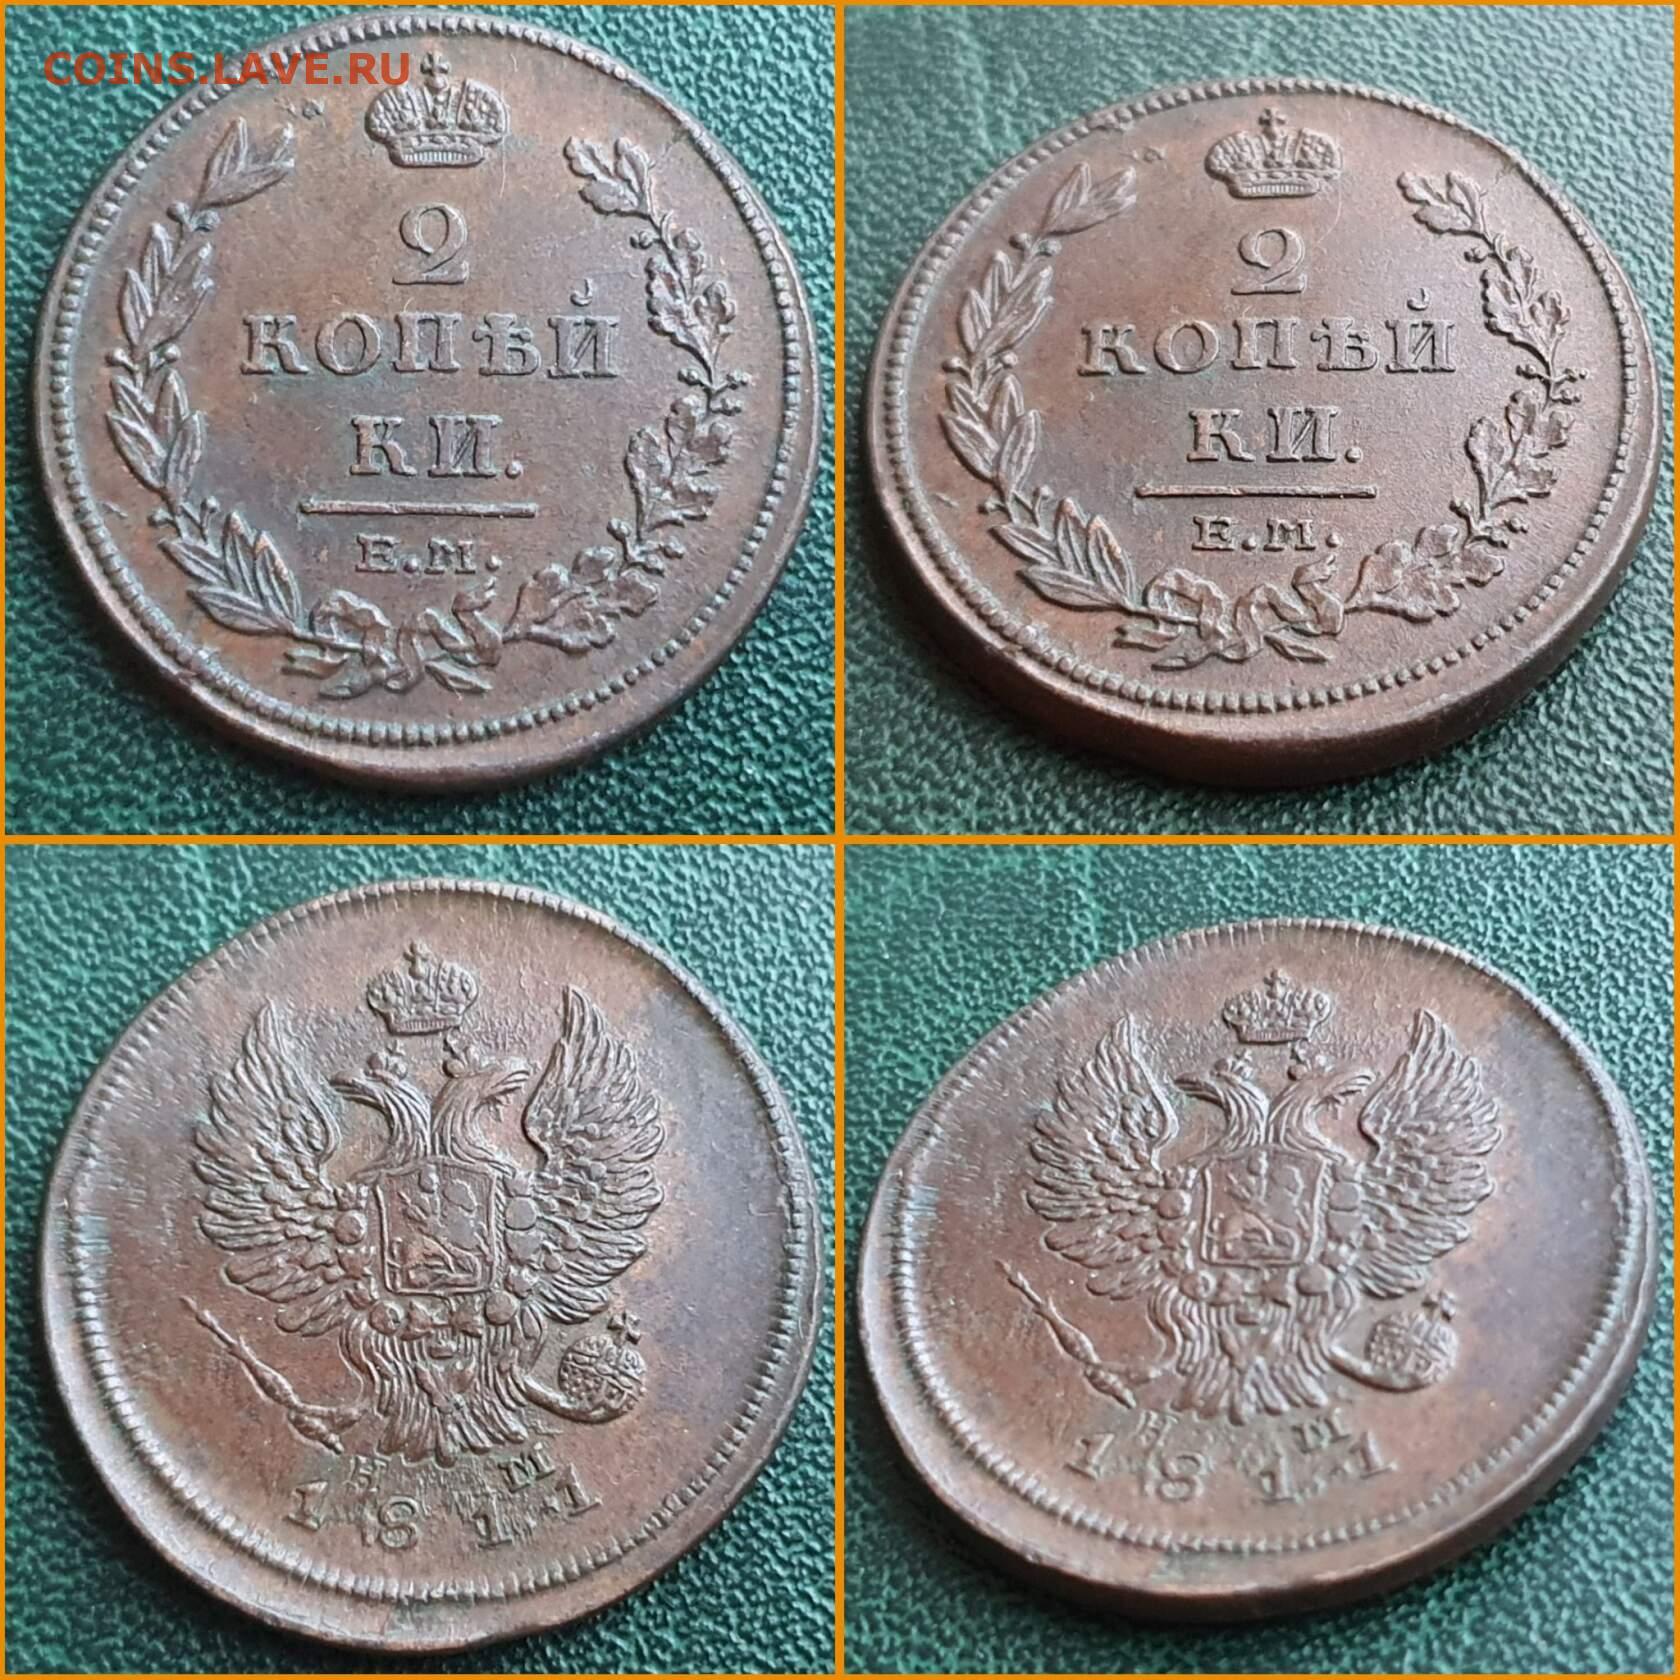 COINS.LAVE.RU
2
КОПѢЙ
КИ.
Е.М.
2
КОПѢЙ
КИ.
Е.М.
Н М
1811
Н М
1811